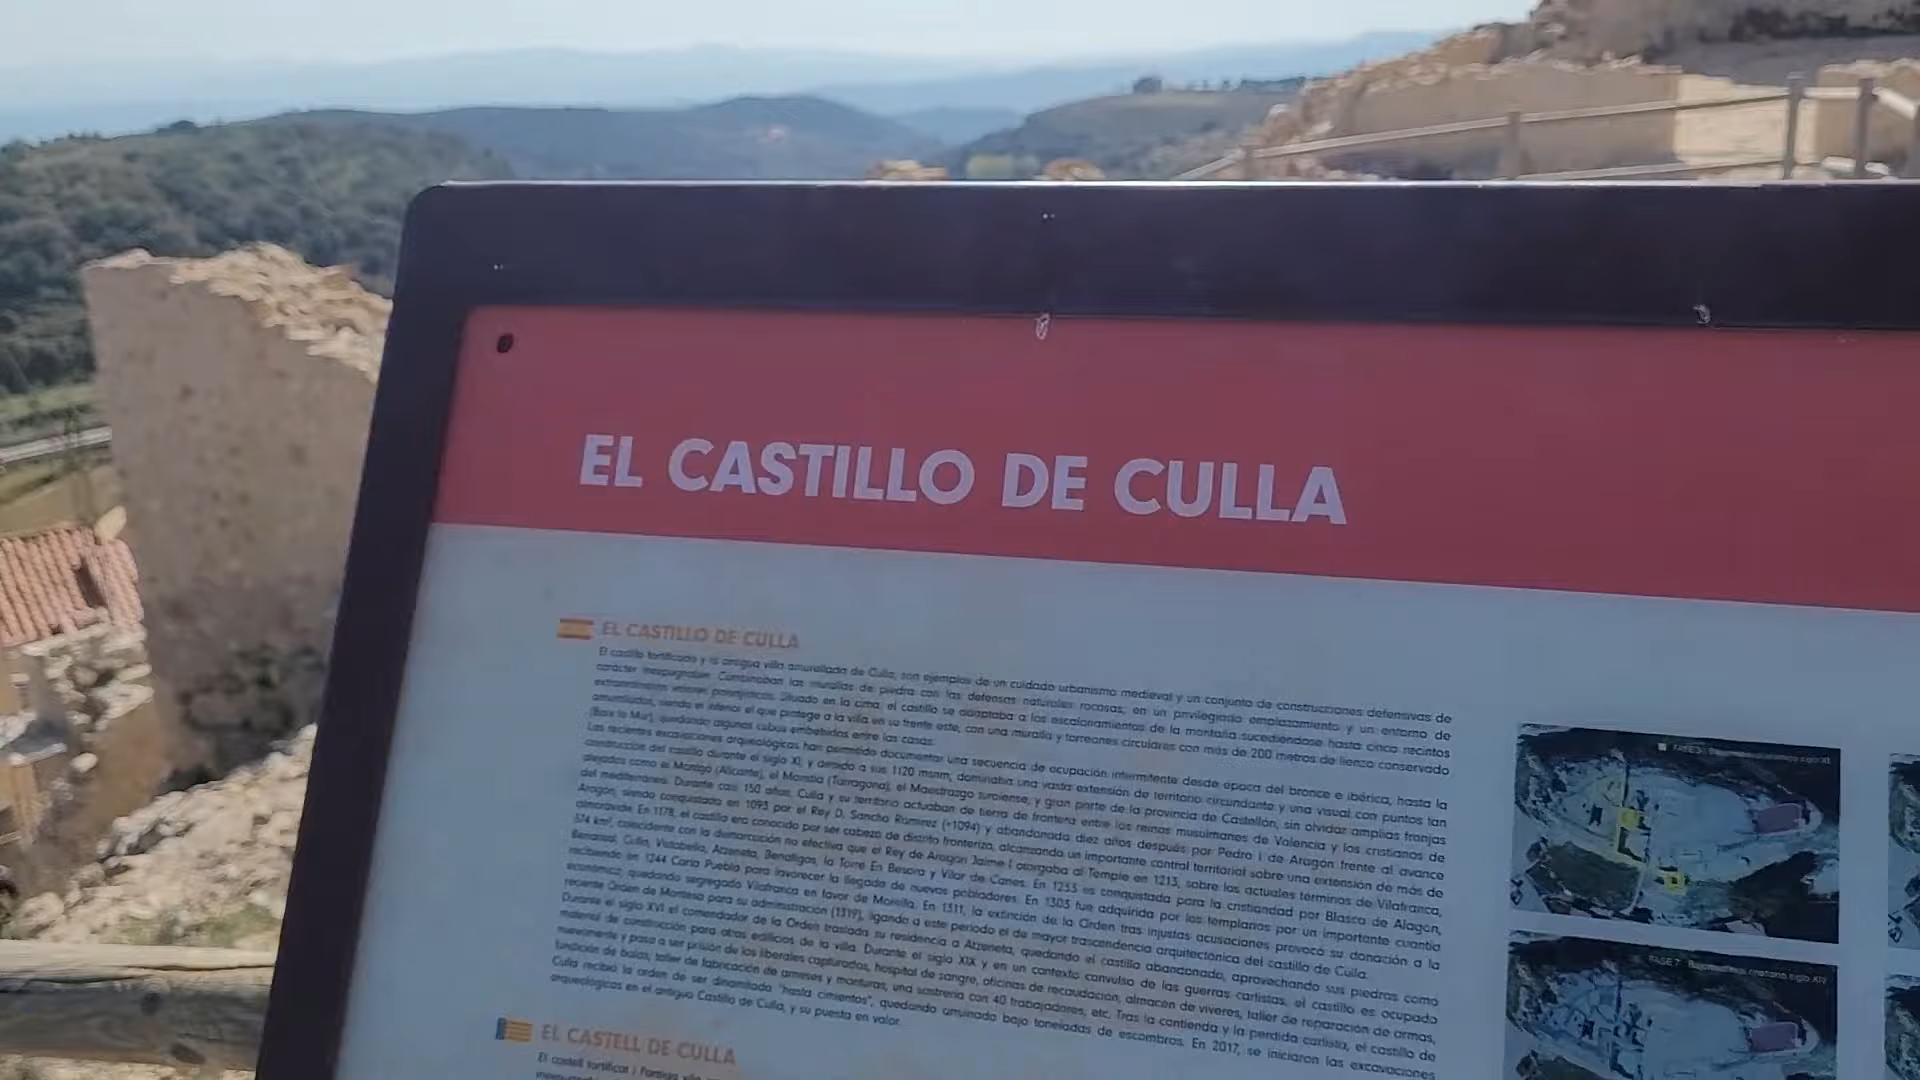 EL CASTILLO DE CULLA
EL CASTILLO DE CULLA
El castillo fortificado y la antigua villa amurallada de Culla, son ejemplos de un cuidado urbanismo medieval y un conjunto de construcciones defensivas de
carácter inexpugnable. Combinaban las murallas de piedra con las defensas naturales rocosas, en un privilegiado emplazamiento y un entorno de
extraordinarios valores paisajísticos. Situado en la cima, el castillo se adaptaba a los escalonamientos de la montaña sucediéndose hasta cinco recintos
amurallados, siendo el inferior el que protege a la villa en su frente este, con una muralla y torreones circulares con más de 200 metros de lienzo conservado
(Baix la Mur), quedando algunos cubos embebidos entre las casas.
Las recientes excavaciones arqueológicas han permitido documentar una secuencia de ocupación intermitente desde época del bronce e ibérica, hasta la
construcción del castillo durante el siglo XI, y debido a sus 1120 msnm, dominaba una vasta extensión de territorio circundante y una visual con puntos tan
alejados como el Montgó (Alicante), el Montsià (Tarragona), el Maestrazgo turolense, y gran parte de la provincia de Castellón, sin olvidar amplias franjas
del mediterráneo. Durante casi 150 años, Culla y su territorio actuaban de tierra de frontera entre los reinos musulmanes de Valencia y los cristianos de
Aragón, siendo conquistada en 1093 por el Rey D. Sancho Ramírez (+1094) y abandonada diez años después por Pedro I de Aragón frente al avance
almorávide. En 1178, el castillo era conocido por ser cabeza de distrito fronterizo, alcanzando un importante control territorial sobre una extensión de más de
574 km², coincidente con la demarcación no efectiva que el Rey de Aragón Jaime I otorgaba al Temple en 1213, sobre los actuales términos de Vilafranca,
Benasal, Culla, Vistabella, Atzeneta, Benafigos, la Torre En Besora y Vilar de Canes. En 1233 es conquistada para la cristiandad por Blasco de Alagón,
recibiendo en 1244 Carta Puebla para favorecer la llegada de nuevos pobladores. En 1303 fue adquirida por los templarios por un importante cuantía
económica, quedando segregado Vilafranca en favor de Morella. En 1311, la extinción de la Orden tras injustas acusaciones provocó su donación a la
reciente Orden de Montesa para su administración (1319), ligando a este período el de mayor trascendencia arquitectónica del castillo de Culla.
Durante el siglo XVI el comendador de la Orden traslada su residencia a Atzeneta, quedando el castillo abandonado, aprovechando sus piedras como
material de construcción para otros edificios de la villa. Durante el siglo XIX y en un contexto convulso de las guerras carlistas, el castillo es ocupado
nuevamente y pasa a ser prisión de los liberales capturados, hospital de sangre, oficinas de recaudación, almacén de víveres, taller de reparación de armas,
fundición de balas, taller de fabricación de arneses y monturas, una sastrería con 40 trabajadores, etc. Tras la contienda y la perdida carlista, el castillo de
Culla recibió la orden de ser dinamitado "hasta cimientos", quedando arruinado bajo toneladas de escombros. En 2017, se iniciaron las excavaciones
arqueológicas en el antiguo Castillo de Culla, y su puesta en valor.
EL CASTELL DE CULLA
El castell fortificat i l'antiga vila